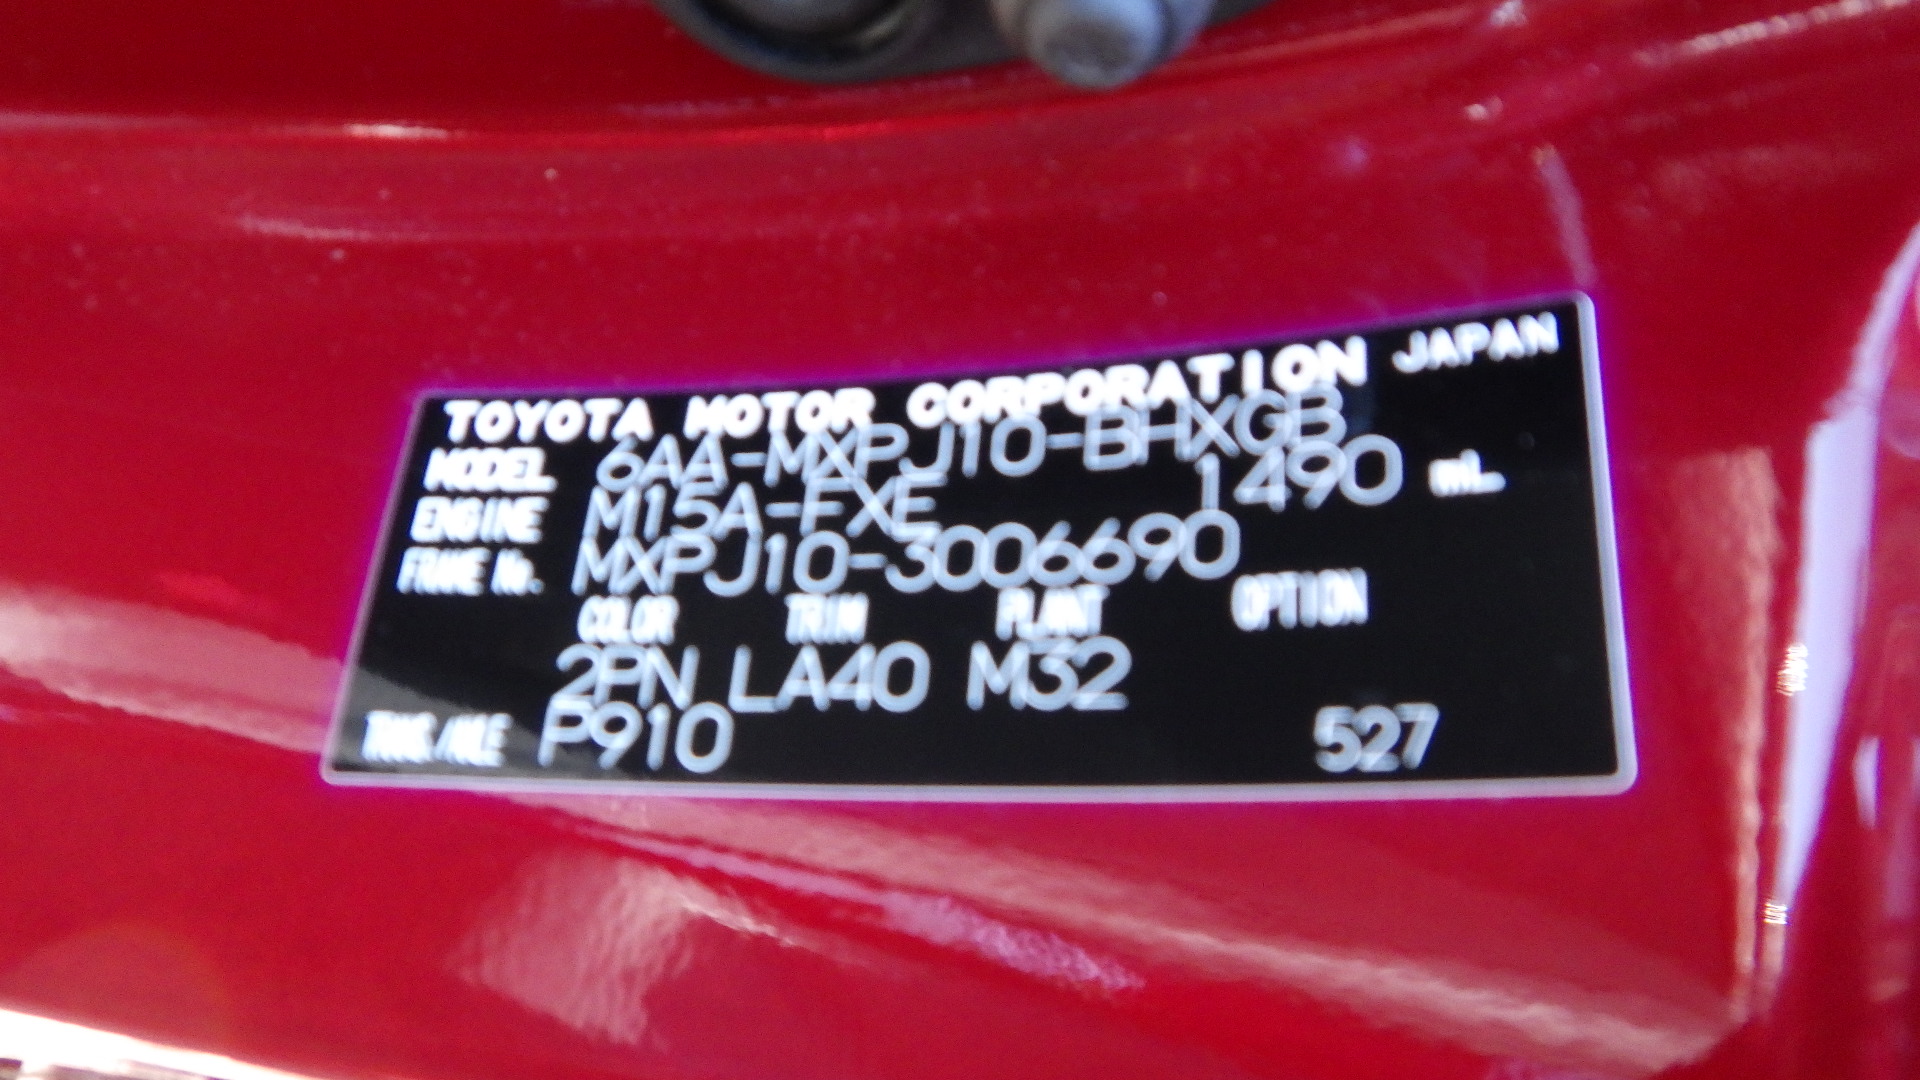 TOYOTA MOTOR CORPORATION JAPAN
MODEL 6AA-MXPJ10-BHXGB
ENGINE M15A-FXE 1490 mL
FRAME No. MXPJ10-3006690
COLOR TRIM PLANT OPTION
2PN LA40 M32
TRANS./AXLE P910 527